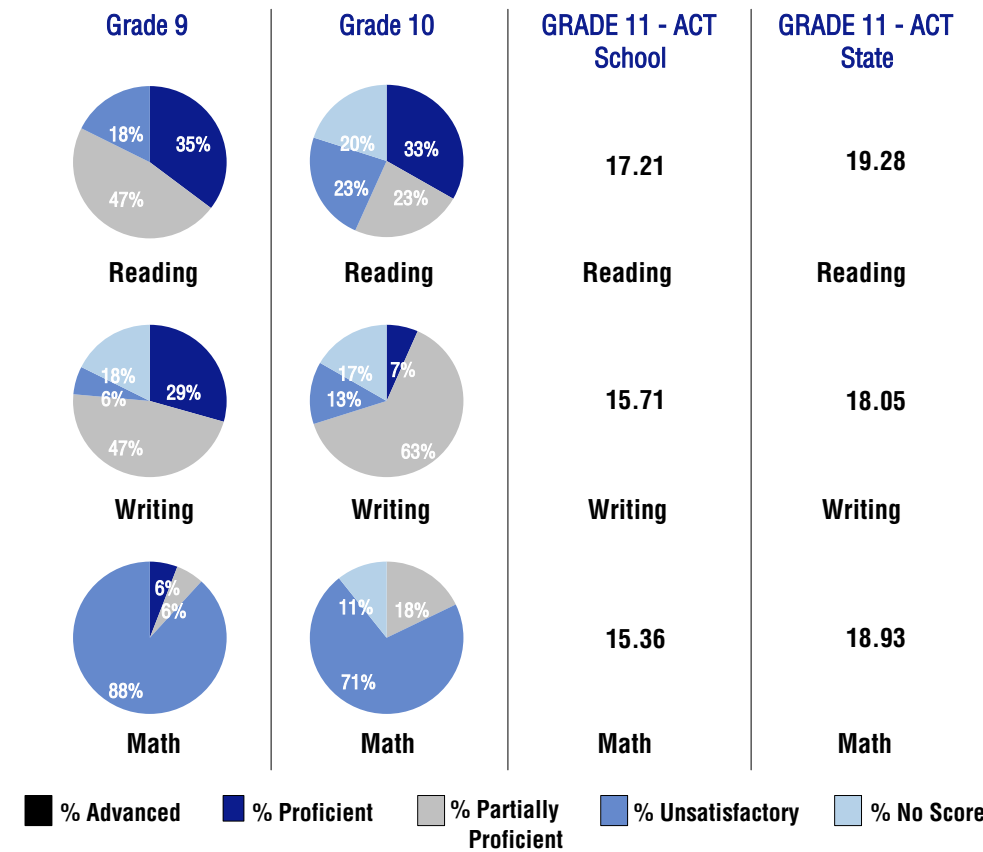 Grade 9
Grade 10
GRADE 11 - ACT
School
GRADE 11 - ACT
State
18%
35%
47%
20%
33%
23%
23%
17.21
19.28
Reading
Reading
Reading
Reading
18%
6%
29%
47%
17%
7%
13%
63%
15.71
18.05
Writing
Writing
Writing
Writing
6%
6%
88%
11%
18%
71%
15.36
18.93
Math
Math
Math
Math
% Advanced
% Proficient
% Partially
Proficient
% Unsatisfactory
% No Score